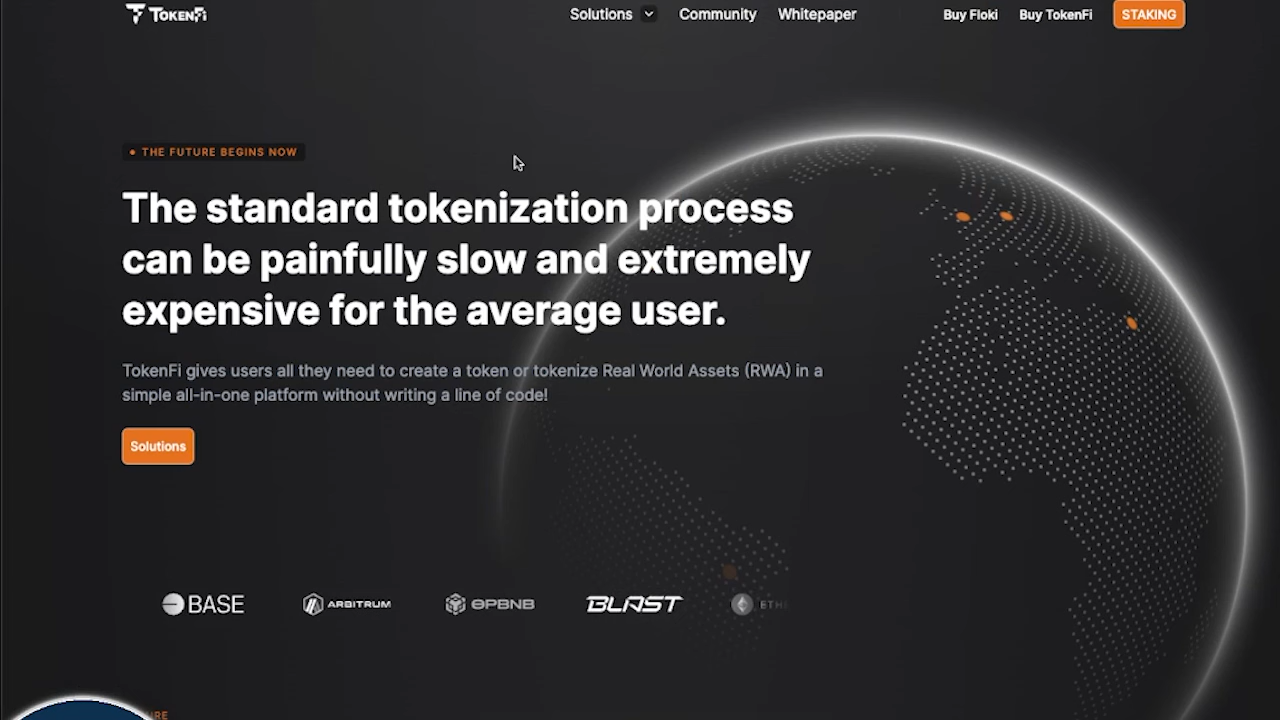 TOKENFI
Solutions
Community
Whitepaper
Buy Floki
Buy TokenFi
STAKING
• THE FUTURE BEGINS NOW
The standard tokenization process
can be painfully slow and extremely
expensive for the average user.
TokenFi gives users all they need to create a token or tokenize Real World Assets (RWA) in a
simple all-in-one platform without writing a line of code!
Solutions
BASE
ARBITRUM
OPBNB
BLAST